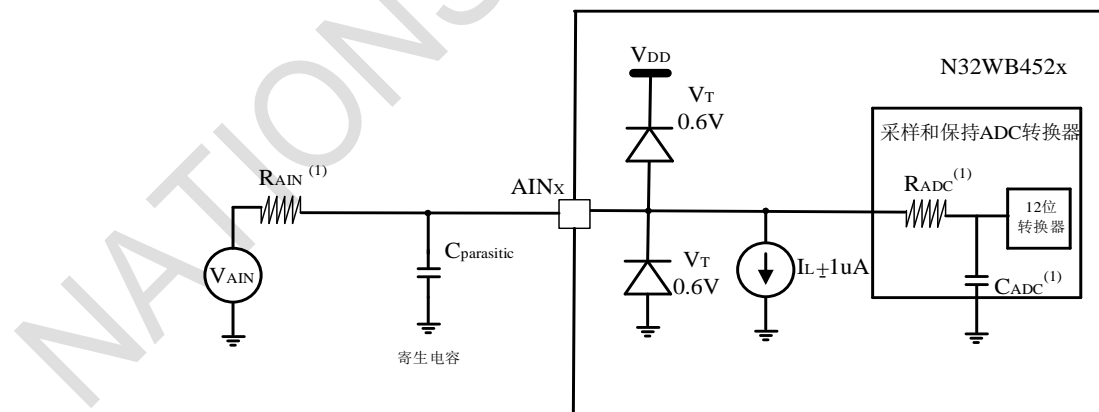 NATIONS
N32WB452x
VDD
VT
0.6V
采样和保持ADC转换器
RAIN (1)
AINx
RADC(1)
12位
转换器
VAIN
Cparasitic
VT
0.6V
IL±1uA
CADC(1)
寄生电容